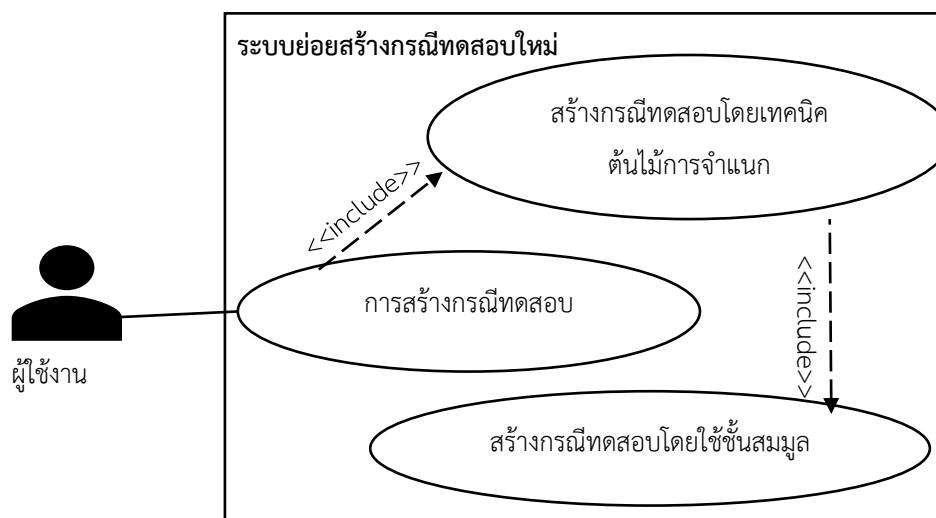 ระบบย่อยสร้างกรณีทดสอบใหม่
สร้างกรณีทดสอบโดยเทคนิค
ต้นไม้การจำแนก
<<include>>
การสร้างกรณีทดสอบ
<<include>>
ผู้ใช้งาน
สร้างกรณีทดสอบโดยใช้ชั้นสมมูล